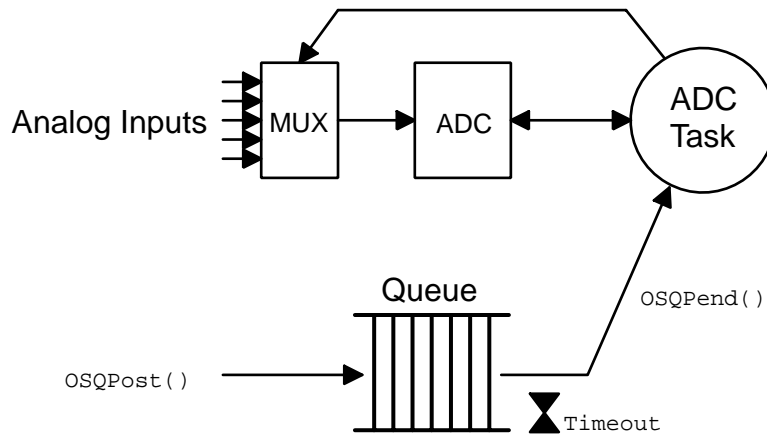 Analog Inputs
MUX
ADC
ADC
Task
Queue
OSQPend()
OSQPost()
Timeout